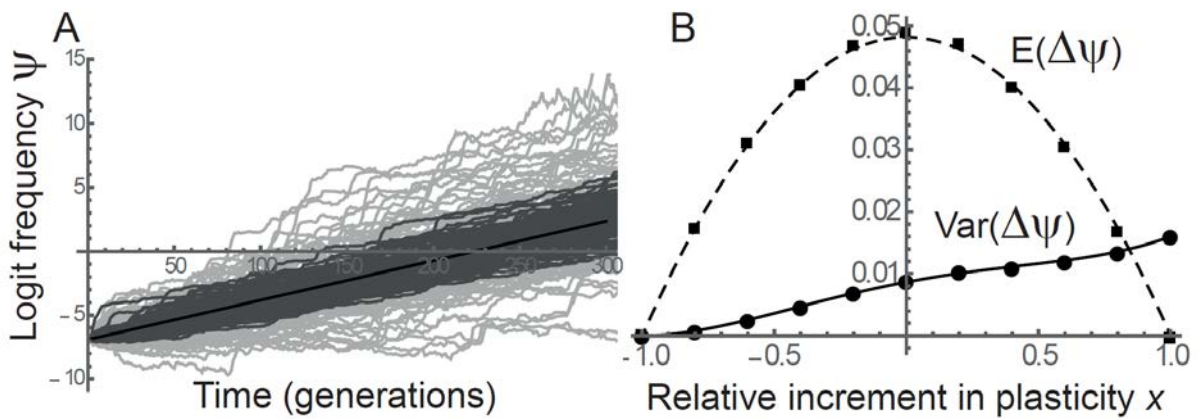 A
Logit frequency ψ
15
10
5
-5
-10
50
100
150
200
250
300
Time (generations)
B
0.05
0.04
0.03
0.02
0.01
E(Δψ)
Var(Δψ)
-1.0
-0.5
0.5
1.0
Relative increment in plasticity x